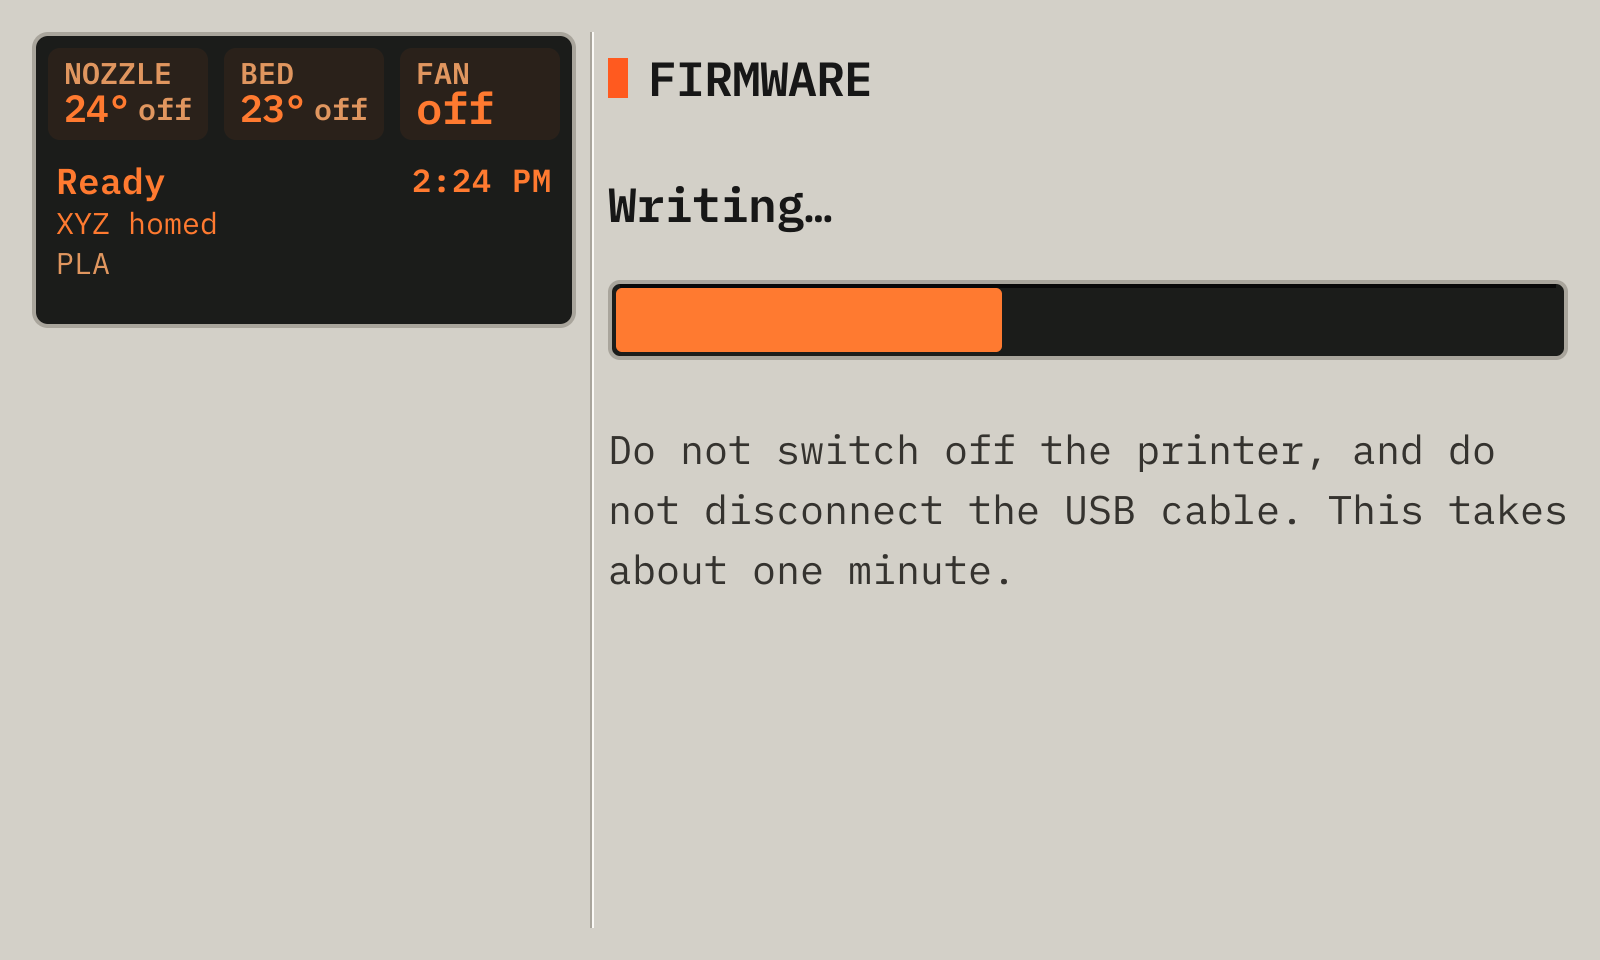 NOZZLE
24° off
BED
23° off
FAN
off
Ready
2:24 PM
XYZ homed
PLA
FIRMWARE
Writing…
Do not switch off the printer, and do
not disconnect the USB cable. This takes
about one minute.